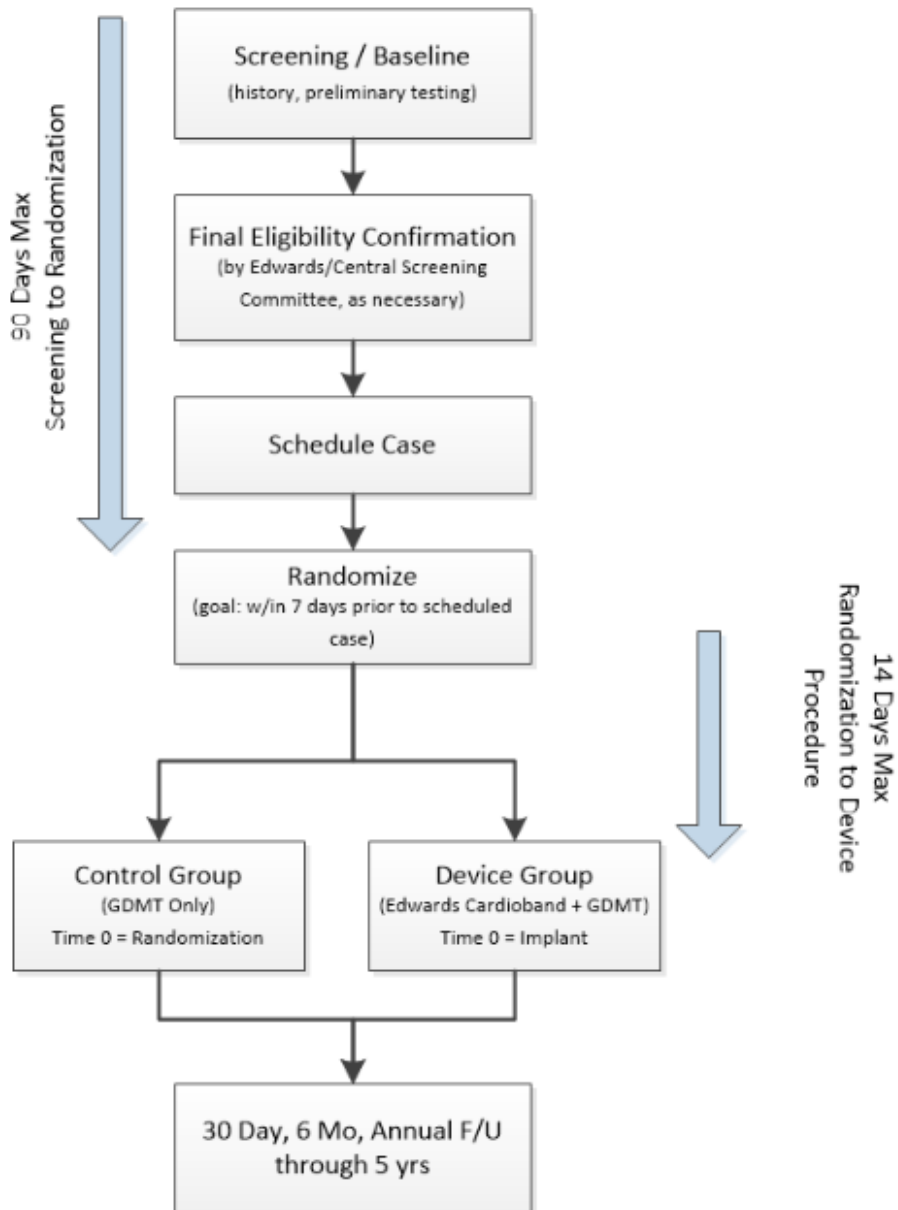 Screening / Baseline
(history, preliminary testing)
90 Days Max
Screening to Randomization
Final Eligibility Confirmation
(by Edwards/Central Screening
Committee, as necessary)
Schedule Case
Randomize
(goal: w/in 7 days prior to scheduled
case)
14 Days Max
Randomization to Device
Procedure
Control Group
(GDMT Only)
Time 0 = Randomization
Device Group
(Edwards Cardioband + GDMT)
Time 0 = Implant
30 Day, 6 Mo, Annual F/U
through 5 yrs